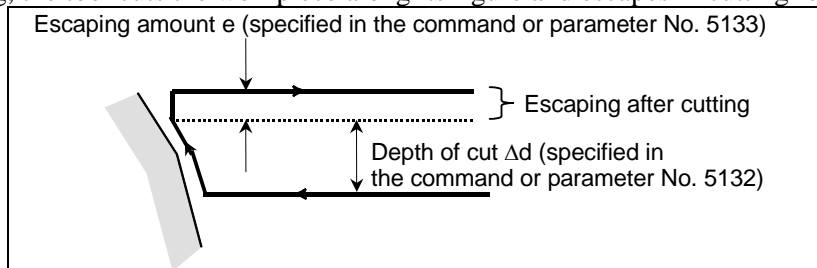 Escaping amount e (specified in the command or parameter No. 5133)
Escaping after cutting
Depth of cut Δd (specified in
the command or parameter No. 5132)